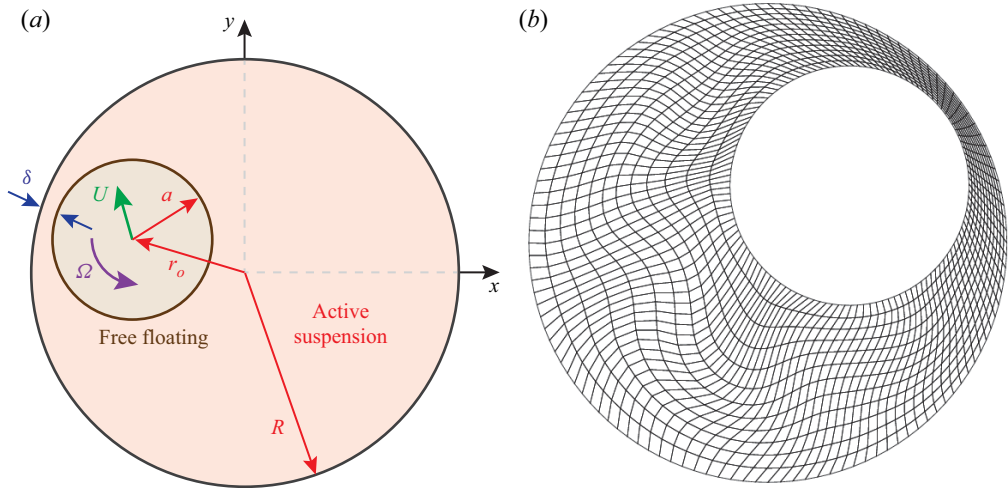 (a)
y
(b)
δ
U
a
Ω
r_o
x
Free floating
Active
suspension
R